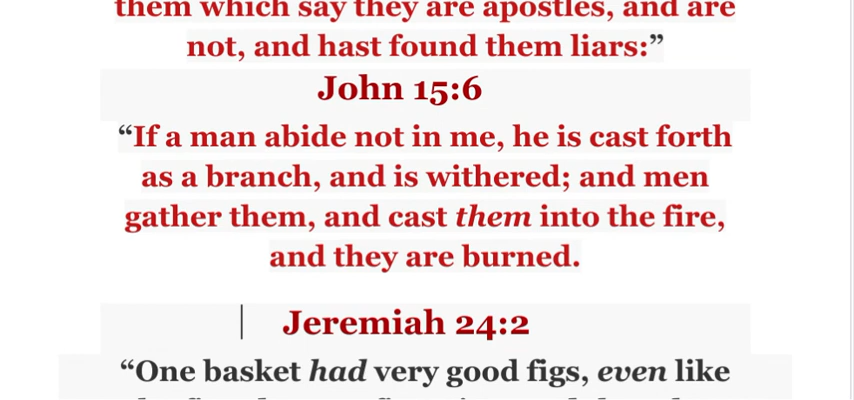 them which say they are apostles, and are
not, and hast found them liars:”
John 15:6
“If a man abide not in me, he is cast forth
as a branch, and is withered; and men
gather them, and cast them into the fire,
and they are burned.
Jeremiah 24:2
“One basket had very good figs, even like